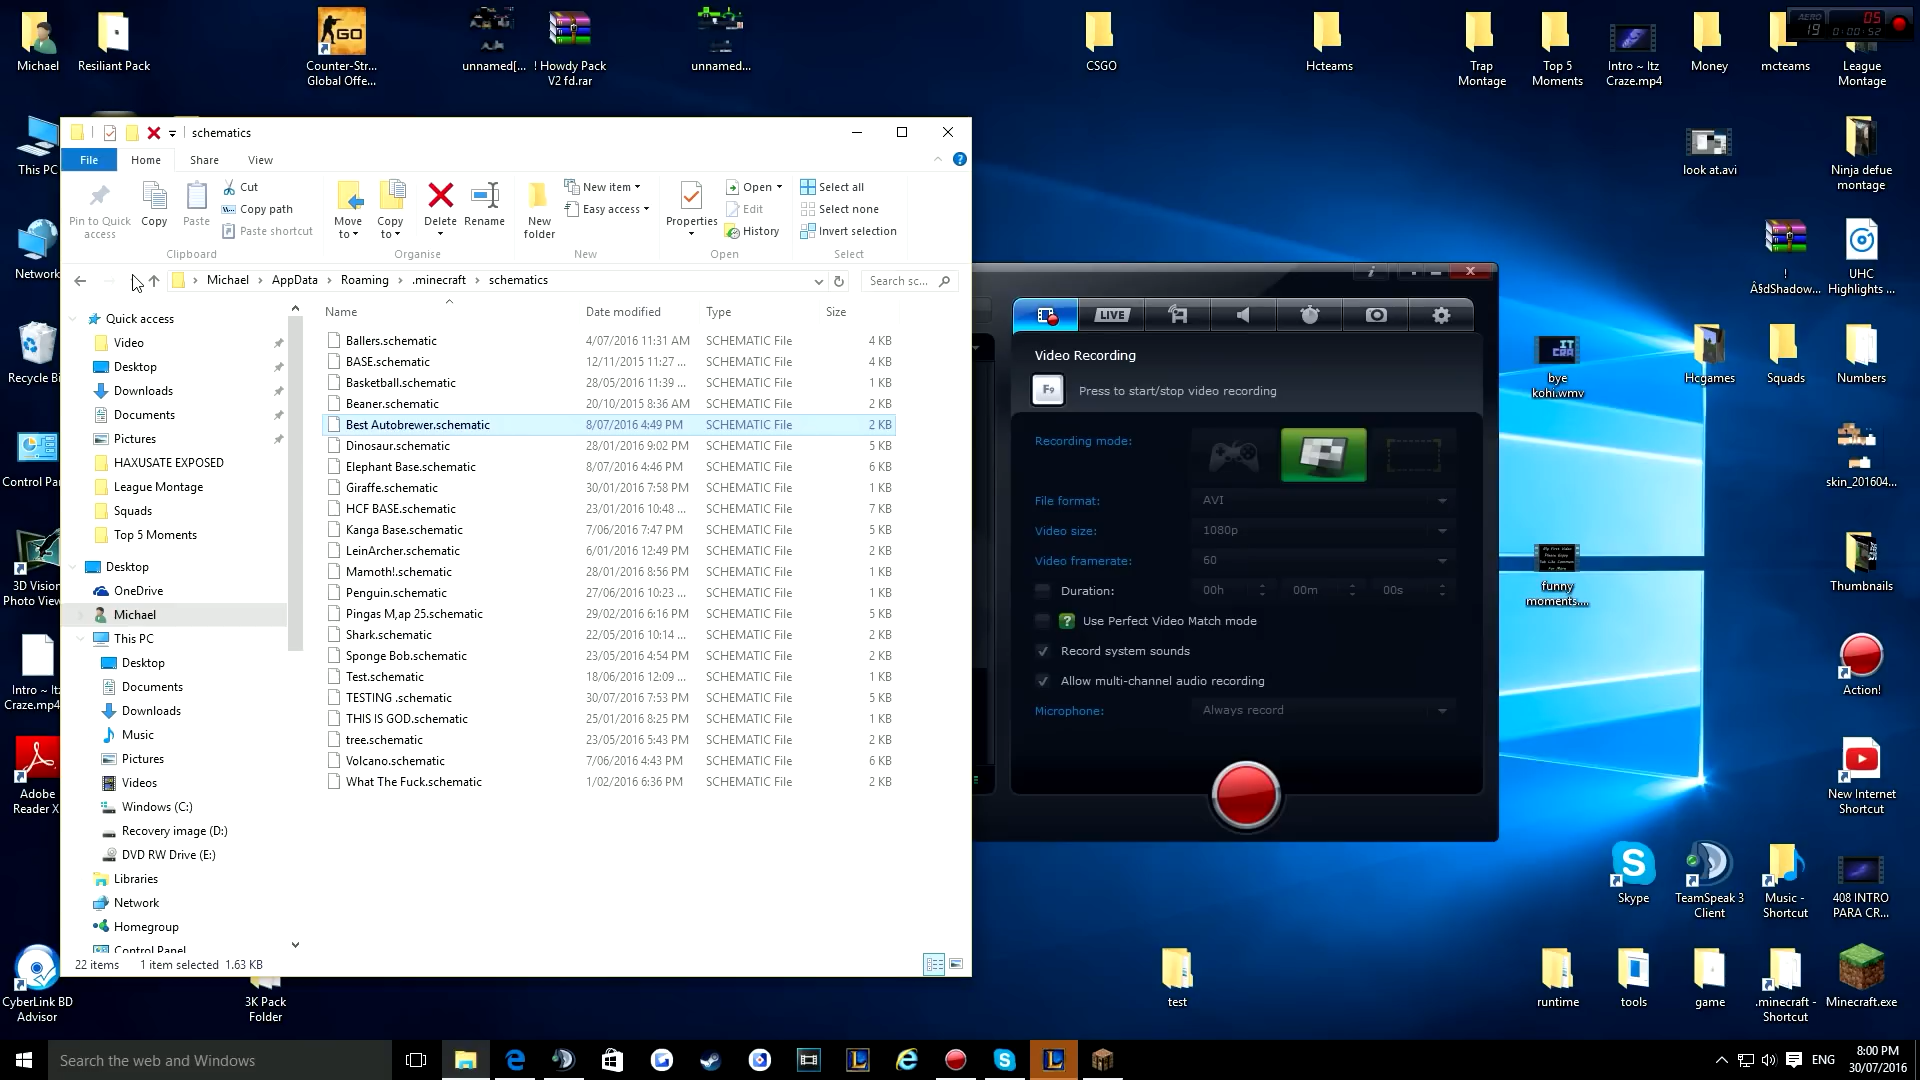 Michael
Resiliant Pack
Counter-Str...
Global Offe...
unnamed[...
! Howdy Pack
V2 fd.rar
unnamed...
CSGO
Hcteams
Trap
Montage
Top 5
Moments
Intro ~ Itz
Craze.mp4
Money
mcteams
League
Montage
AERO
19
05
0:00:52
This PC
Network
Recycle Bi
Control Pa
3D Vision
Photo View
Intro ~ Itz
Craze.mp4
Adobe
Reader X
CyberLink BD
Advisor
3K Pack
Folder
schematics
File
Home
Share
View
Pin to Quick
access
Copy
Paste
Cut
Copy path
Paste shortcut
Clipboard
Move
to
Copy
to
Delete
Rename
Organise
New
folder
New item
Easy access
New
Properties
Open
Edit
History
Open
Select all
Select none
Invert selection
Select
Michael > AppData > Roaming > .minecraft > schematics
Search sc...
Quick access
Video
Desktop
Downloads
Documents
Pictures
HAXUSATE EXPOSED
League Montage
Squads
Top 5 Moments
Desktop
OneDrive
Michael
This PC
Desktop
Documents
Downloads
Music
Pictures
Videos
Windows (C:)
Recovery image (D:)
DVD RW Drive (E:)
Libraries
Network
Homegroup
Control Panel
Name Date modified Type Size
Ballers.schematic 4/07/2016 11:31 AM SCHEMATIC File 4 KB
BASE.schematic 12/11/2015 11:27 ... SCHEMATIC File 4 KB
Basketball.schematic 28/05/2016 11:39 ... SCHEMATIC File 1 KB
Beaner.schematic 20/10/2015 8:36 AM SCHEMATIC File 2 KB
Best Autobrewer.schematic 8/07/2016 4:49 PM SCHEMATIC File 2 KB
Dinosaur.schematic 28/01/2016 9:02 PM SCHEMATIC File 5 KB
Elephant Base.schematic 8/07/2016 4:46 PM SCHEMATIC File 6 KB
Giraffe.schematic 30/01/2016 7:58 PM SCHEMATIC File 1 KB
HCF BASE.schematic 23/01/2016 10:48 ... SCHEMATIC File 7 KB
Kanga Base.schematic 7/06/2016 7:47 PM SCHEMATIC File 5 KB
LeinArcher.schematic 6/01/2016 12:49 PM SCHEMATIC File 2 KB
Mamoth!.schematic 28/01/2016 8:56 PM SCHEMATIC File 1 KB
Penguin.schematic 27/06/2016 10:23 ... SCHEMATIC File 1 KB
Pingas M,ap 25.schematic 29/02/2016 6:16 PM SCHEMATIC File 5 KB
Shark.schematic 22/05/2016 10:14 ... SCHEMATIC File 2 KB
Sponge Bob.schematic 23/05/2016 4:54 PM SCHEMATIC File 2 KB
Test.schematic 18/06/2016 12:09 ... SCHEMATIC File 1 KB
TESTING .schematic 30/07/2016 7:53 PM SCHEMATIC File 5 KB
THIS IS GOD.schematic 25/01/2016 8:25 PM SCHEMATIC File 1 KB
tree.schematic 23/05/2016 5:43 PM SCHEMATIC File 2 KB
Volcano.schematic 7/06/2016 4:43 PM SCHEMATIC File 6 KB
What The Fuck.schematic 1/02/2016 6:36 PM SCHEMATIC File 2 KB
22 items 1 item selected 1.63 KB
LIVE
Video Recording
F9
Press to start/stop video recording
Recording mode:
File format: AVI
Video size: 1080p
Video framerate: 60
Duration: 00h 00m 00s
? Use Perfect Video Match mode
Record system sounds
Allow multi-channel audio recording
Microphone: Always record
look at.avi
Ninja defue
montage
!
§dShadow...
UHC
Highlights ...
bye
kohi.wmv
Hcgames
Squads
Numbers
skin_201604...
funny
moments....
Thumbnails
Action!
New Internet
Shortcut
Skype
TeamSpeak 3
Client
Music -
Shortcut
408 INTRO
PARA CR...
test
runtime
tools
game
.minecraft -
Shortcut
Minecraft.exe
Search the web and Windows
ENG
8:00 PM
30/07/2016